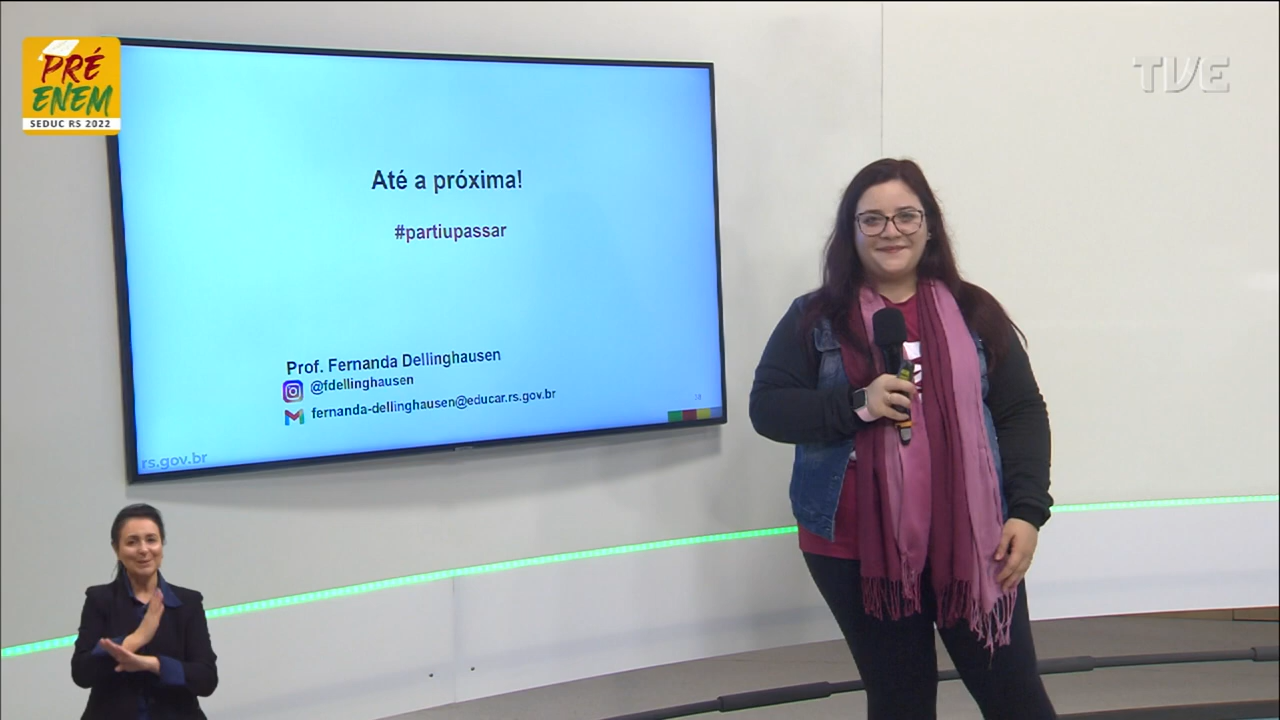 PRÉ
ENEM
SEDUC RS 2022
TVE
Até a próxima!
#partiupassar
Prof. Fernanda Dellinghausen
@fdellinghausen
fernanda-dellinghausen@educar.rs.gov.br
rs.gov.br